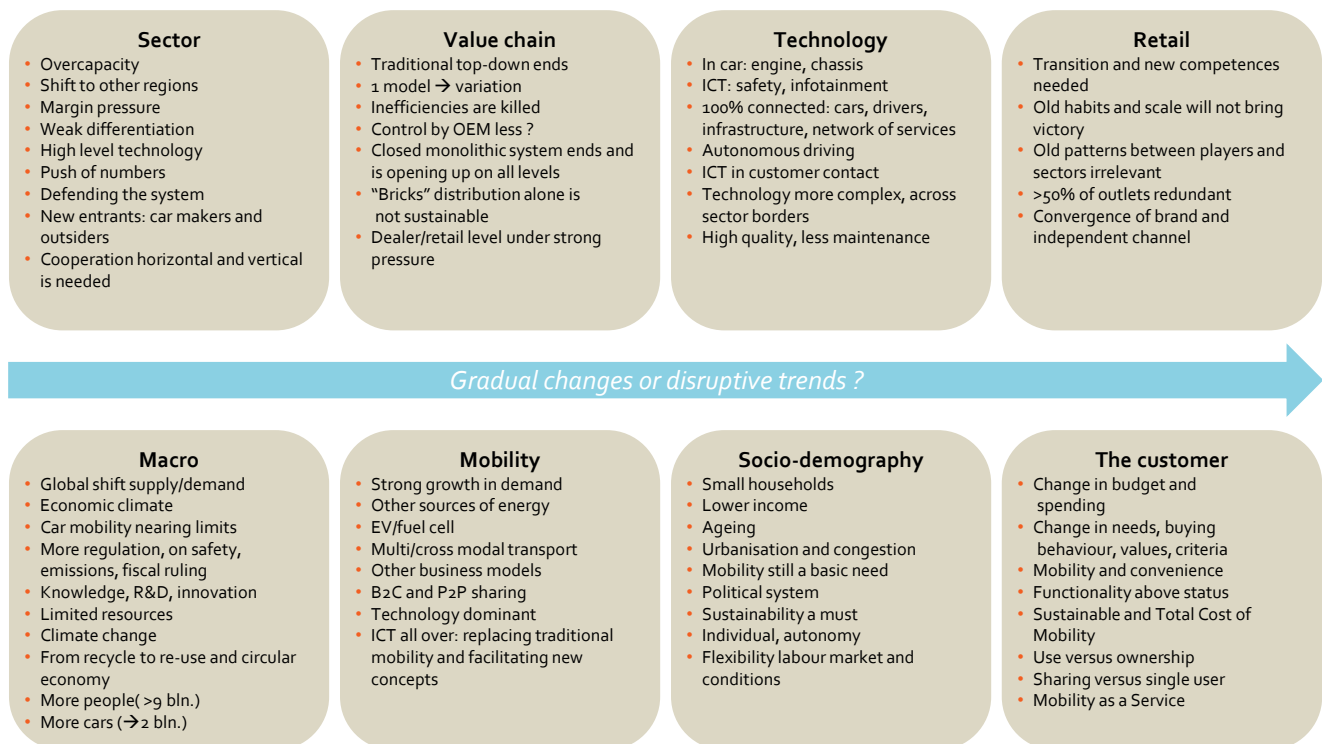 Sector
• Overcapacity
• Shift to other regions
• Margin pressure
• Weak differentiation
• High level technology
• Push of numbers
• Defending the system
• New entrants: car makers and
outsiders
• Cooperation horizontal and vertical
is needed
Value chain
• Traditional top-down ends
• 1 model → variation
• Inefficiencies are killed
• Control by OEM less ?
• Closed monolithic system ends and
is opening up on all levels
• “Bricks” distribution alone is
not sustainable
• Dealer/retail level under strong
pressure
Technology
• In car: engine, chassis
• ICT: safety, infotainment
• 100% connected: cars, drivers,
infrastructure, network of services
• Autonomous driving
• ICT in customer contact
• Technology more complex, across
sector borders
• High quality, less maintenance
Retail
• Transition and new competences
needed
• Old habits and scale will not bring
victory
• Old patterns between players and
sectors irrelevant
• >50% of outlets redundant
• Convergence of brand and
independent channel
Gradual changes or disruptive trends ?
Macro
• Global shift supply/demand
• Economic climate
• Car mobility nearing limits
• More regulation, on safety,
emissions, fiscal ruling
• Knowledge, R&D, innovation
• Limited resources
• Climate change
• From recycle to re-use and circular
economy
• More people( >9 bln.)
• More cars (→2 bln.)
Mobility
• Strong growth in demand
• Other sources of energy
• EV/fuel cell
• Multi/cross modal transport
• Other business models
• B2C and P2P sharing
• Technology dominant
• ICT all over: replacing traditional
mobility and facilitating new
concepts
Socio-demography
• Small households
• Lower income
• Ageing
• Urbanisation and congestion
• Mobility still a basic need
• Political system
• Sustainability a must
• Individual, autonomy
• Flexibility labour market and
conditions
The customer
• Change in budget and
spending
• Change in needs, buying
behaviour, values, criteria
• Mobility and convenience
• Functionality above status
• Sustainable and Total Cost of
Mobility
• Use versus ownership
• Sharing versus single user
• Mobility as a Service